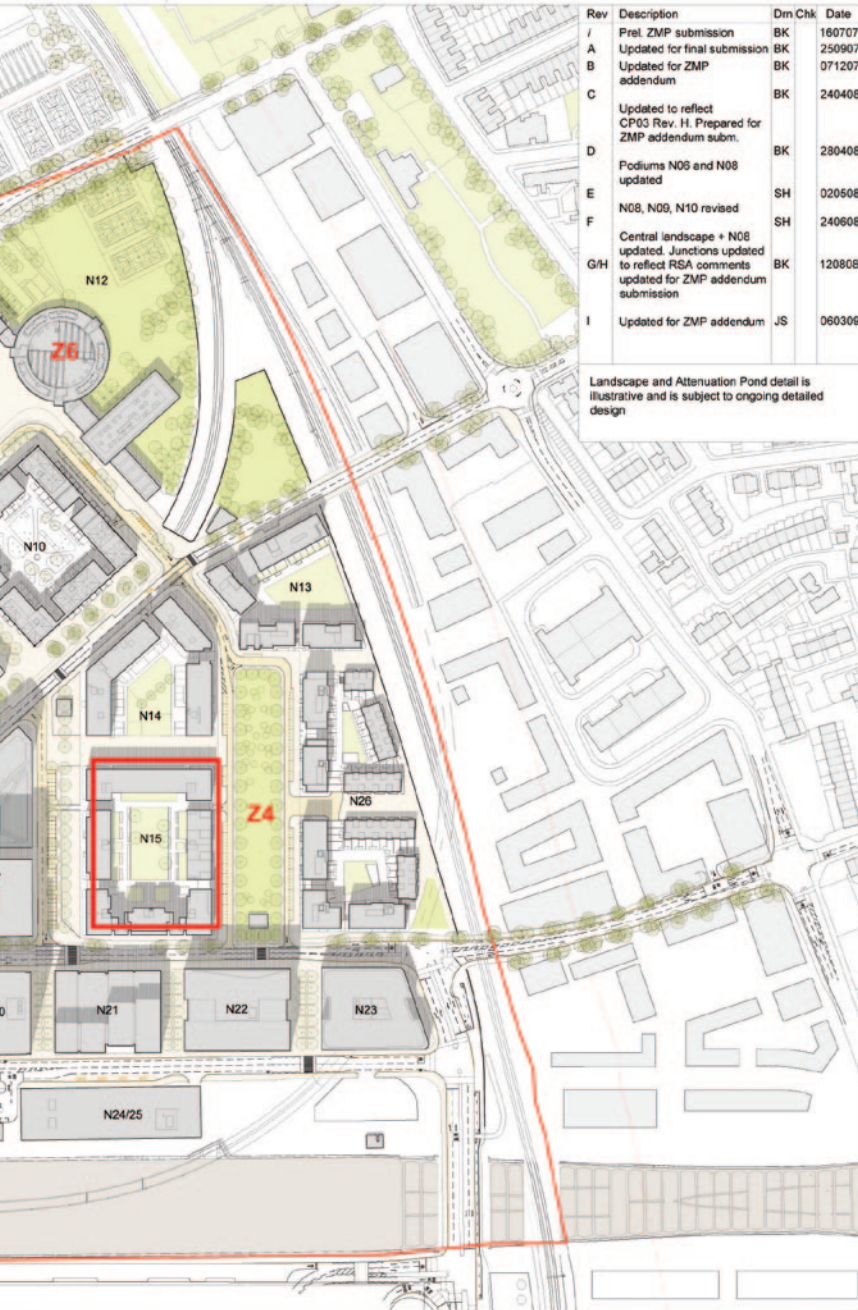 Rev Description Drn Chk Date
/ Prel. ZMP submission BK 160707
A Updated for final submission BK 250907
B Updated for ZMP BK 071207
addendum
C BK 240408
Updated to reflect
CP03 Rev. H. Prepared for
ZMP addendum subm.
D BK 280408
Podiums N06 and N08
updated
E SH 020508
N08, N09, N10 revised
F SH 240608
Central landscape + N08
updated. Junctions updated
G/H to reflect RSA comments BK 120808
updated for ZMP addendum
submission
I Updated for ZMP addendum JS 060309
Landscape and Attenuation Pond detail is
illustrative and is subject to ongoing detailed
design
N12
Z6
N10
N13
N14
N26
Z4
N15
0 N21 N22 N23
N24/25